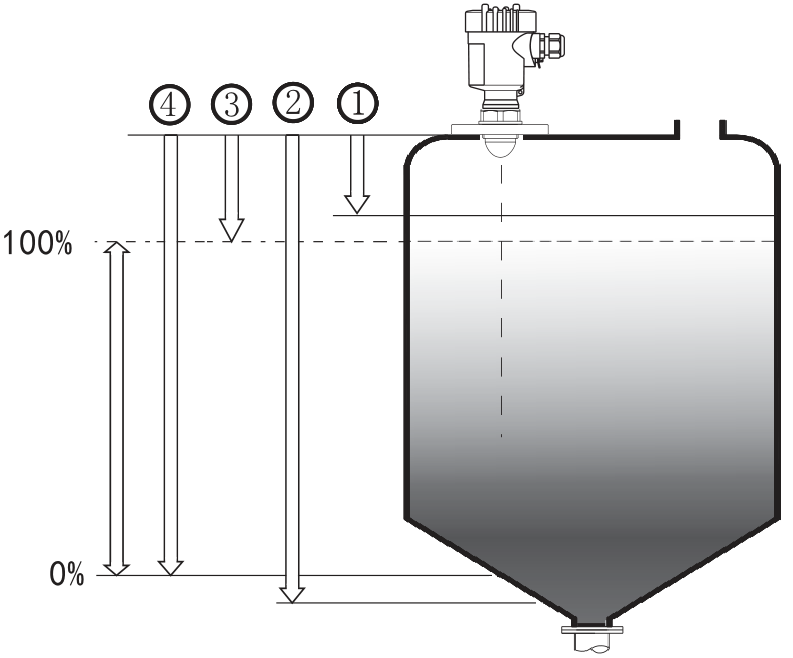 ④ ③ ② ①
100%
0%